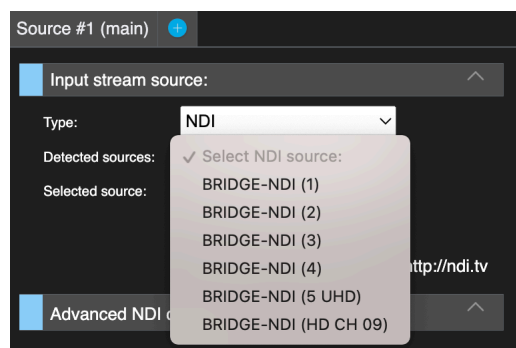 Source #1 (main)
Input stream source:
Type: NDI
Detected sources: ✓ Select NDI source:
Selected source: BRIDGE-NDI (1)
BRIDGE-NDI (2)
BRIDGE-NDI (3)
BRIDGE-NDI (4)
ttp://ndi.tv
BRIDGE-NDI (5 UHD)
Advanced NDI
BRIDGE-NDI (HD CH 09)